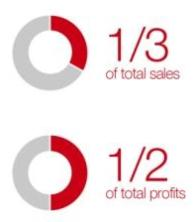 1/3
of total sales
1/2
of total profits